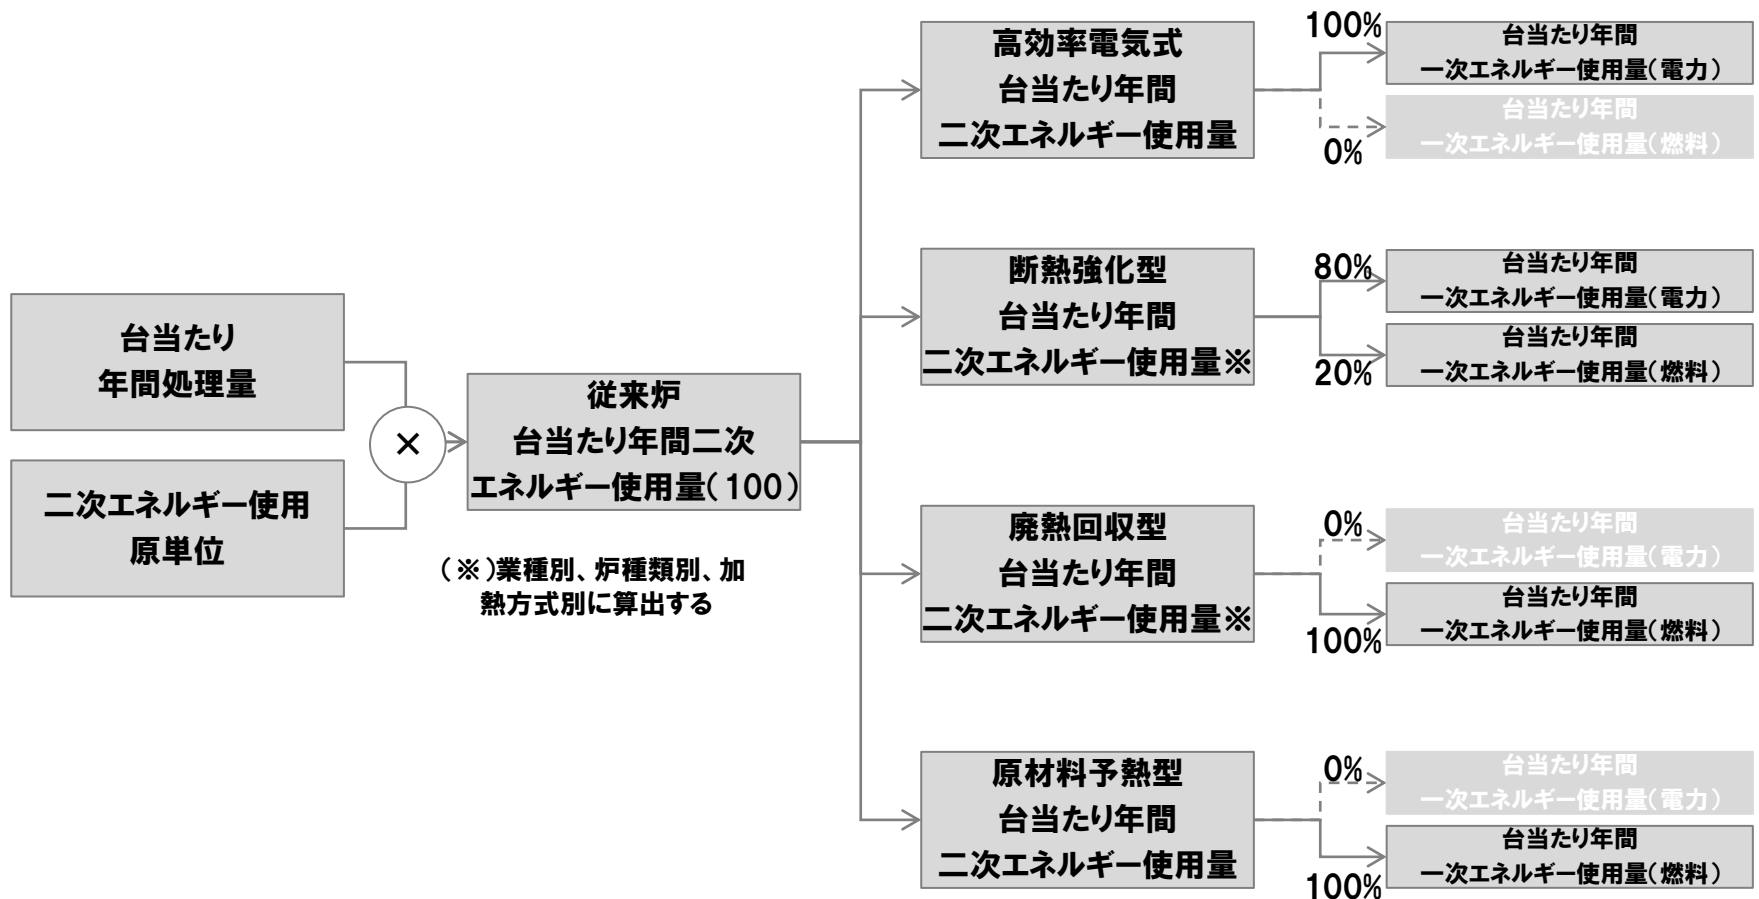 台当たり
年間処理量
二次エネルギー使用
原単位
×
従来炉
台当たり年間二次
エネルギー使用量（100）
（※）業種別、炉種類別、加
熱方式別に算出する
高効率電気式
台当たり年間
二次エネルギー使用量
100%
台当たり年間
一次エネルギー使用量（電力）
0%
台当たり年間
一次エネルギー使用量（燃料）
断熱強化型
台当たり年間
二次エネルギー使用量※
80%
台当たり年間
一次エネルギー使用量（電力）
20%
台当たり年間
一次エネルギー使用量（燃料）
廃熱回収型
台当たり年間
二次エネルギー使用量※
0%
台当たり年間
一次エネルギー使用量（電力）
100%
台当たり年間
一次エネルギー使用量（燃料）
原材料予熱型
台当たり年間
二次エネルギー使用量
0%
台当たり年間
一次エネルギー使用量（電力）
100%
台当たり年間
一次エネルギー使用量（燃料）